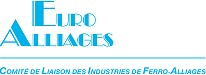 EURO
ALLIAGES
COMITÉ DE LIAISON DES INDUSTRIES DE FERRO-ALLIAGES